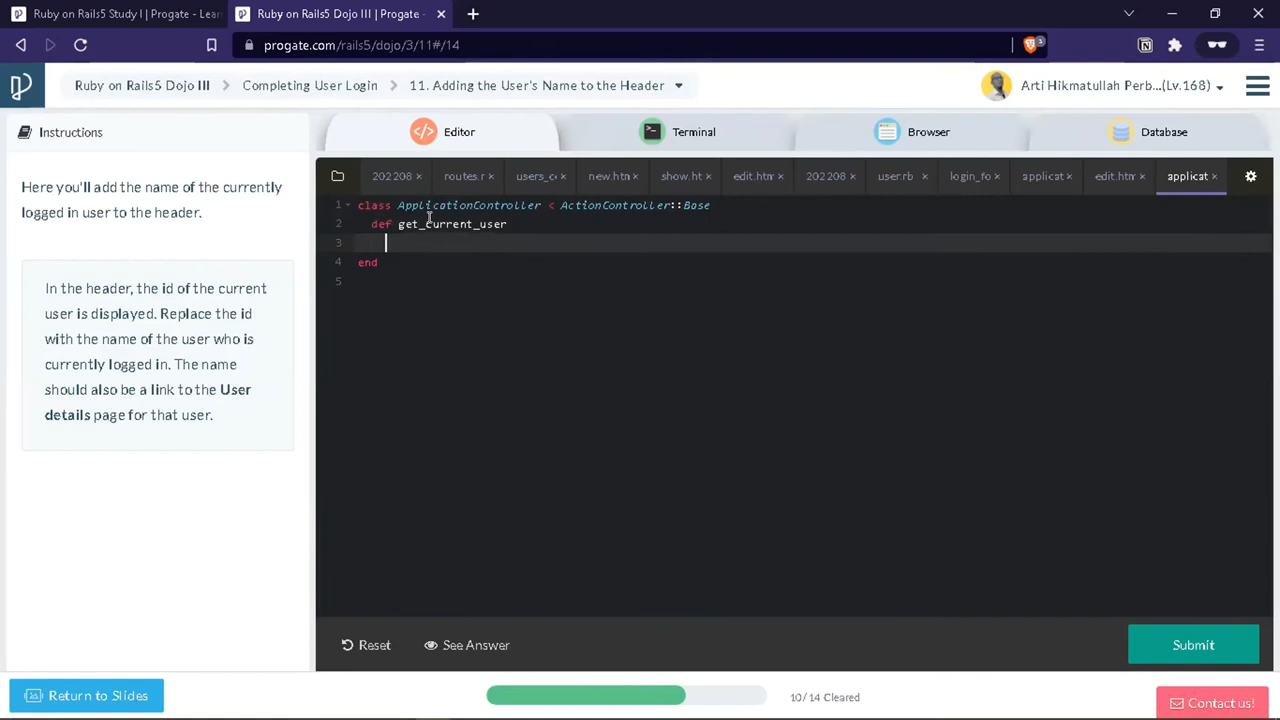 Ruby on Rails5 Study I | Progate - Lear
Ruby on Rails5 Dojo III | Progate -
progate.com/rails5/dojo/3/11#/14
3
Ruby on Rails5 Dojo III
Completing User Login
11. Adding the User's Name to the Header
Arti Hikmatullah Perb...(Lv.168)
Instructions
Editor
Terminal
Browser
Database
Here you'll add the name of the currently
logged in user to the header.
In the header, the id of the current
user is displayed. Replace the id
with the name of the user who is
currently logged in. The name
should also be a link to the User
details page for that user.
202208 × routes.r × users_co × new.htm × show.ht × edit.htm × 202208 × user.rb × login_fo × applicat × edit.htm × applicat ×
1 class ApplicationController < ActionController::Base
2 def get_current_user
3
4 end
5
Reset
See Answer
Submit
Return to Slides
10/14 Cleared
Contact us!